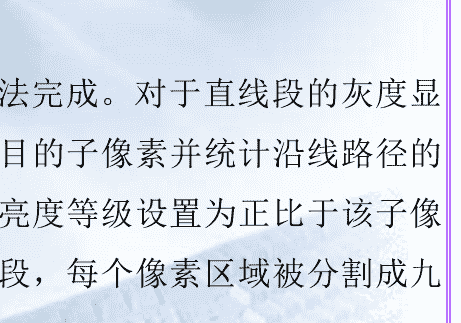 法完成。对于直线段的灰度显
目的子像素并统计沿线路径的
亮度等级设置为正比于该子像
段，每个像素区域被分割成九